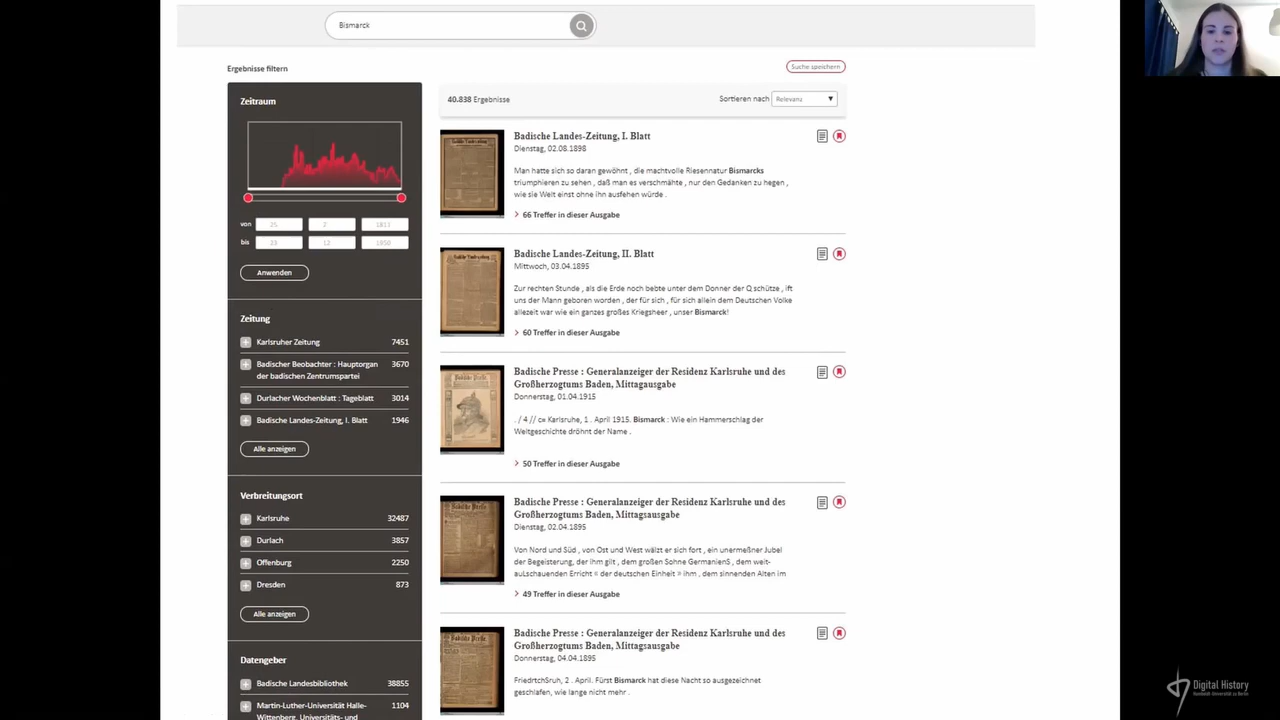 Bismarck
Ergebnisse filtern
Suche speichern
Zeitraum
von 25 2 1811
bis 23 12 1950
Anwenden
Zeitung
Karlsruher Zeitung 7451
Badischer Beobachter : Hauptorgan 3670
der badischen Zentrumspartei
Durlacher Wochenblatt : Tageblatt 3014
Badische Landes-Zeitung, I. Blatt 1946
Alle anzeigen
Verbreitungsort
Karlsruhe 32487
Durlach 3857
Offenburg 2250
Dresden 873
Alle anzeigen
Datengeber
Badische Landesbibliothek 38855
Martin-Luther-Universität Halle- 1104
Wittenberg, Universitäts- und
40.838 Ergebnisse
Sortieren nach Relevanz
Badische Landes-Zeitung, I. Blatt
Dienstag, 02.08.1898
Man hatte sich so daran gewöhnt , die machtvolle Riesennatur Bismarcks
triumphieren zu sehen , daß man es verschmähte , nur den Gedanken zu hegen ,
wie sie Welt einst ohne ihn ausfehen würde .
66 Treffer in dieser Ausgabe
Badische Landes-Zeitung, II. Blatt
Mittwoch, 03.04.1895
Zur rechten Stunde , als die Erde noch bebte unter dem Donner der Q,schütze , ift
uns der Mann geboren worden , der für sich , für sich allein dem Deutschen Volke
allezeit war wie ein ganzes großes Kriegsheer , unser Bismarck!
60 Treffer in dieser Ausgabe
Badische Presse : Generalanzeiger der Residenz Karlsruhe und des
Großherzogtums Baden, Mittagausgabe
Donnerstag, 01.04.1915
. / 4 // c« Karlsruhe, 1 . April 1915. Bismarck : Wie ein Hammerschlag der
Weitgeschichte dröhnt der Name .
50 Treffer in dieser Ausgabe
Badische Presse : Generalanzeiger der Residenz Karlsruhe und des
Großherzogtums Baden, Mittagsausgabe
Dienstag, 02.04.1895
Von Nord und Süd , von Ost und West wälzt er sich fort , ein unermeßner Jubel
der Begeisterung, der ihm gilt , dem großen Sohne GermanienS , dem weit-
auLschauenden Erricht « der deutschen Einheit » ihm , dem sinnenden Alten im
49 Treffer in dieser Ausgabe
Badische Presse : Generalanzeiger der Residenz Karlsruhe und des
Großherzogtums Baden, Mittagsausgabe
Donnerstag, 04.04.1895
FriedrtchSruh, 2 . April. Fürst Bismarck hat diese Nacht so ausgezeichnet
geschlafen, wie lange nicht mehr .
Digital History
Humboldt-Universität zu Berlin